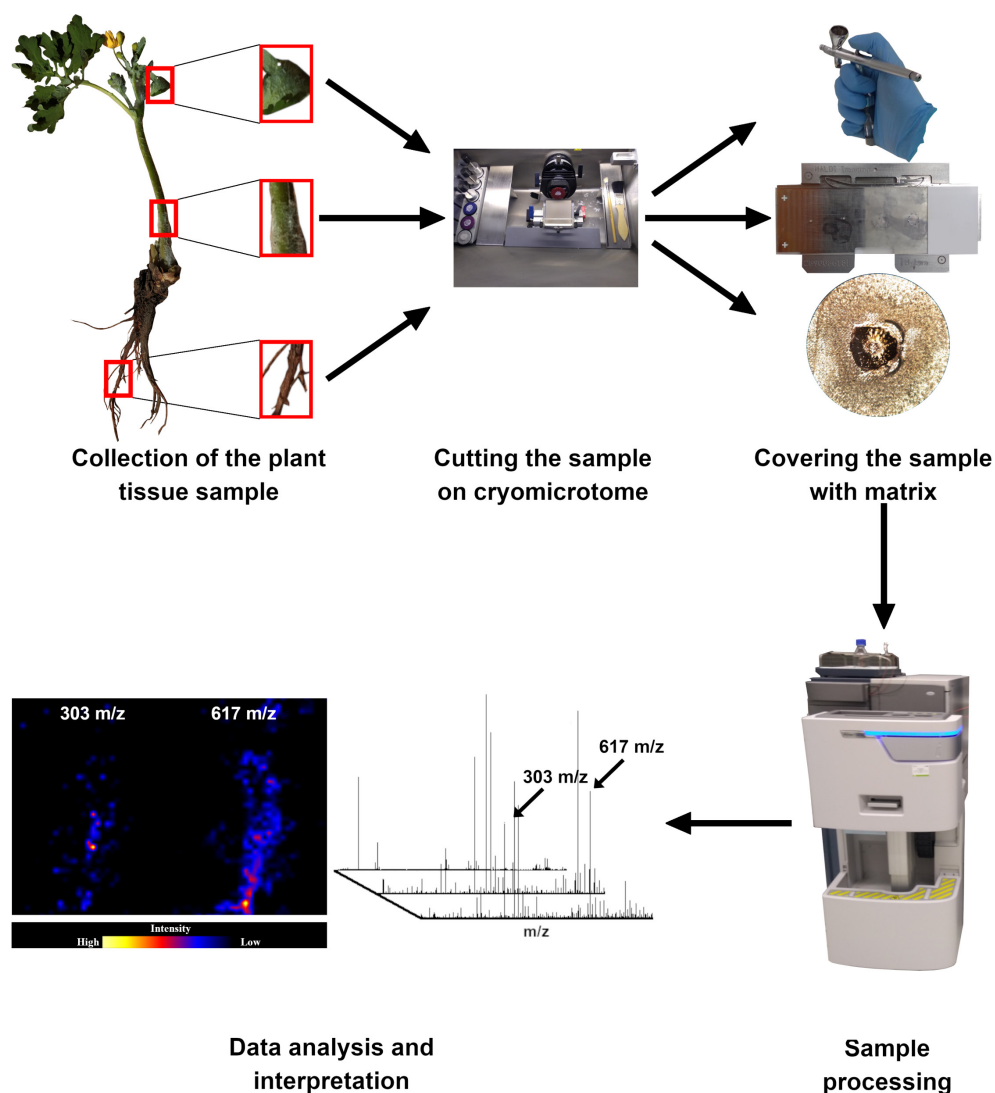 Collection of the plant
tissue sample
Cutting the sample
on cryomicrotome
Covering the sample
with matrix
303 m/z
617 m/z
Intensity
High
Low
303 m/z
617 m/z
m/z
Data analysis and
interpretation
Sample
processing